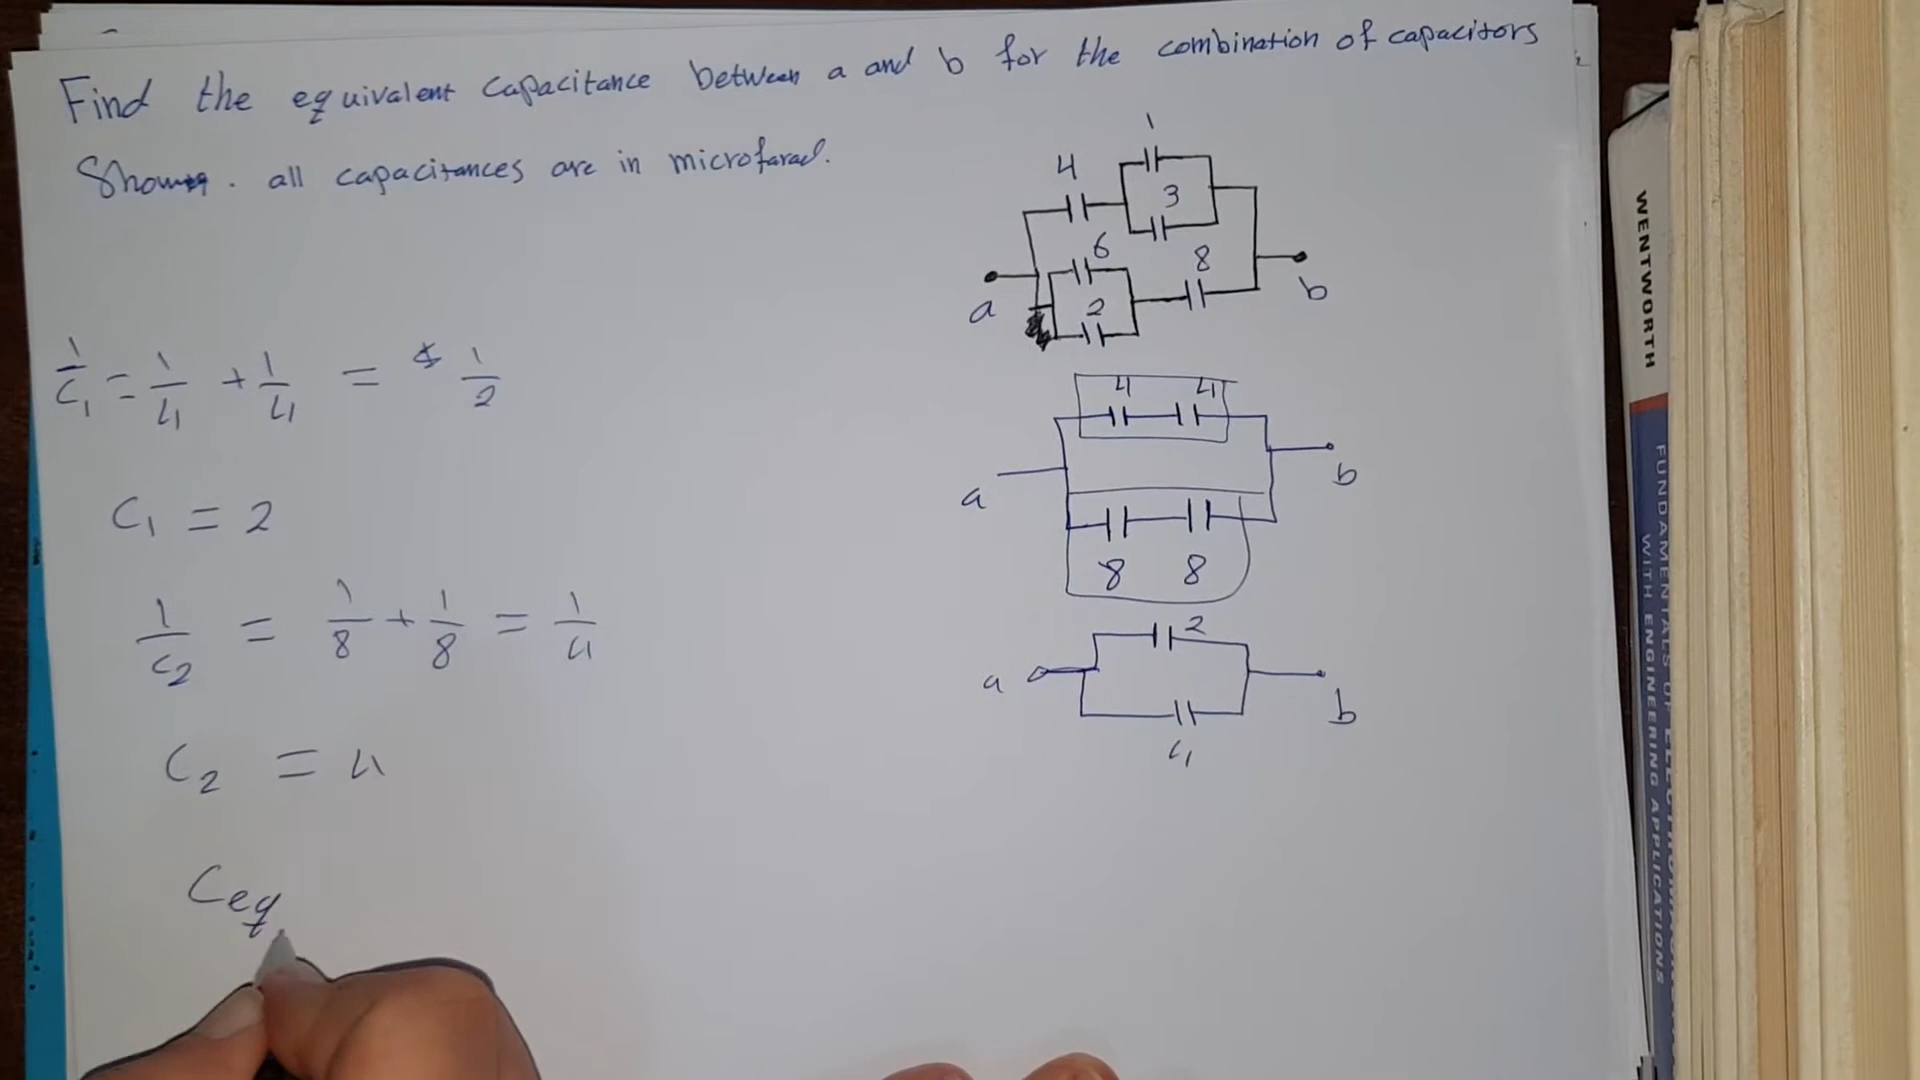 Find the equivalent capacitance between a and b for the combination of capacitors
Shown. all capacitances are in microfarad.
1
4
3
6
8
a
2
b
1/C₁ = 1/4 + 1/4 = 1/2
4 4
a
b
C₁ = 2
8 8
1/C₂ = 1/8 + 1/8 = 1/4
2
a
b
4
C₂ = 4
Ceq
WENTWORTH
WITH ENGINEERING APPLICATIONS